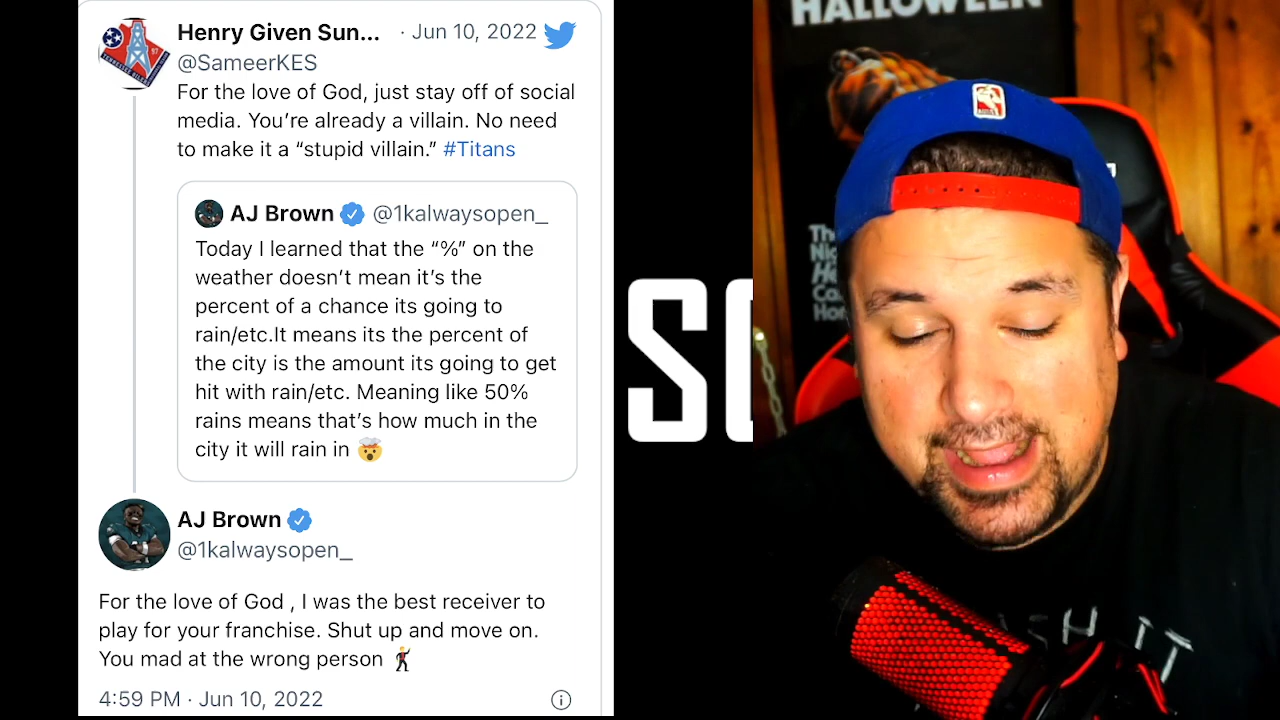 Henry Given Sun... · Jun 10, 2022
@SameerKES
For the love of God, just stay off of social
media. You're already a villain. No need
to make it a “stupid villain.” #Titans
AJ Brown @1kalwaysopen_
Today I learned that the “%” on the
weather doesn’t mean it’s the
percent of a chance its going to
rain/etc.It means its the percent of
the city is the amount its going to get
hit with rain/etc. Meaning like 50%
rains means that’s how much in the
city it will rain in 🤯
AJ Brown
@1kalwaysopen_
For the love of God , I was the best receiver to
play for your franchise. Shut up and move on.
You mad at the wrong person 🕺
4:59 PM · Jun 10, 2022
HALLOWEEN